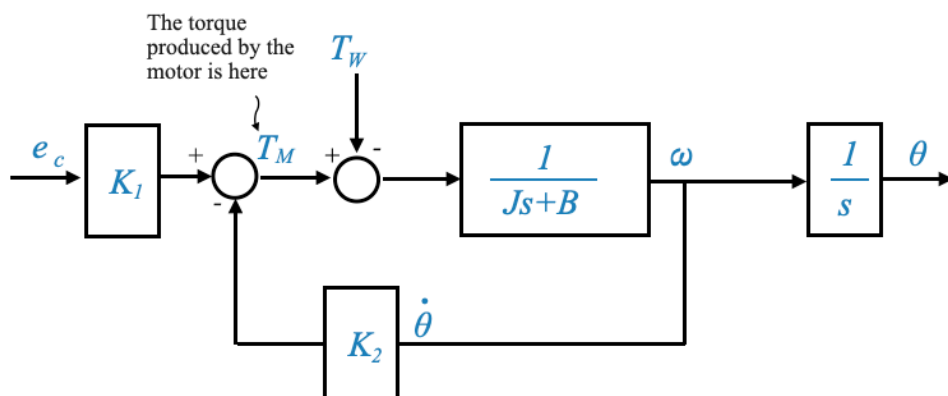 The torque
produced by the
motor is here
T_W
e_c
K_1
+
-
T_M
+
-
1
Js+B
ω
1
s
θ
K_2
θ̇